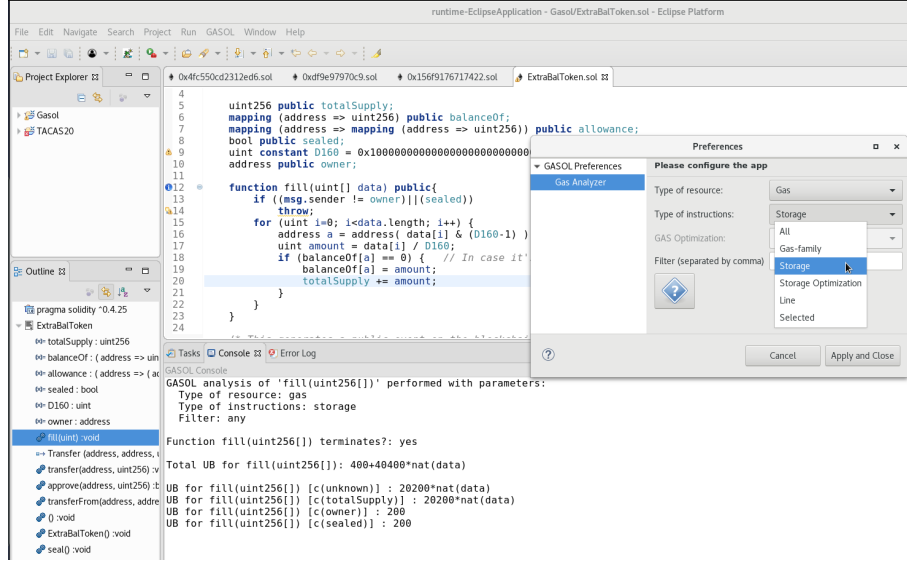 runtime-EclipseApplication - Gasol/ExtraBalToken.sol - Eclipse Platform
File Edit Navigate Search Project Run GASOL Window Help
Project Explorer
Gasol
TACAS20
Outline
pragma solidity ^0.4.25
ExtraBalToken
totalSupply : uint256
balanceOf : ( address => uin
allowance : ( address => ( ad
sealed : bool
D160 : uint
owner : address
fill(uint) :void
Transfer (address, address, u
transfer(address, uint256) :v
approve(address, uint256) :b
transferFrom(address, addre
() :void
ExtraBalToken() :void
seal() :void
0x4fc550cd2312ed6.sol 0xdf9e97970c9.sol 0x156f9176717422.sol ExtraBalToken.sol
4
5 uint256 public totalSupply;
6 mapping (address => uint256) public balanceOf;
7 mapping (address => mapping (address => uint256)) public allowance;
8 bool public sealed;
9 uint constant D160 =
10 address public owner;
11
12 function fill(uint[] data) public{
13 if ((msg.sender != owner)||(sealed))
14 throw;
15 for (uint i=0; i<data.length; i++) {
16 address a = address( data[i] & (D160-1) )
17 uint amount = data[i] / D160;
18 if (balanceOf[a] == 0) { // In case it'
19 balanceOf[a] = amount;
20 totalSupply += amount;
21 }
22 }
23 }
24
Tasks Console Error Log
GASOL Console
GASOL analysis of 'fill(uint256[])' performed with parameters:
Type of resource: gas
Type of instructions: storage
Filter: any
Function fill(uint256[]) terminates?: yes
Total UB for fill(uint256[]): 400+40400*nat(data)
UB for fill(uint256[]) [c(unknown)] : 20200*nat(data)
UB for fill(uint256[]) [c(totalSupply)] : 20200*nat(data)
UB for fill(uint256[]) [c(owner)] : 200
UB for fill(uint256[]) [c(sealed)] : 200
Preferences
GASOL Preferences
Gas Analyzer
Please configure the app
Type of resource: Gas
Type of instructions: Storage
GAS Optimization:
Filter (separated by comma)
All
Gas-family
Storage
Storage Optimization
Line
Selected
Cancel Apply and Close